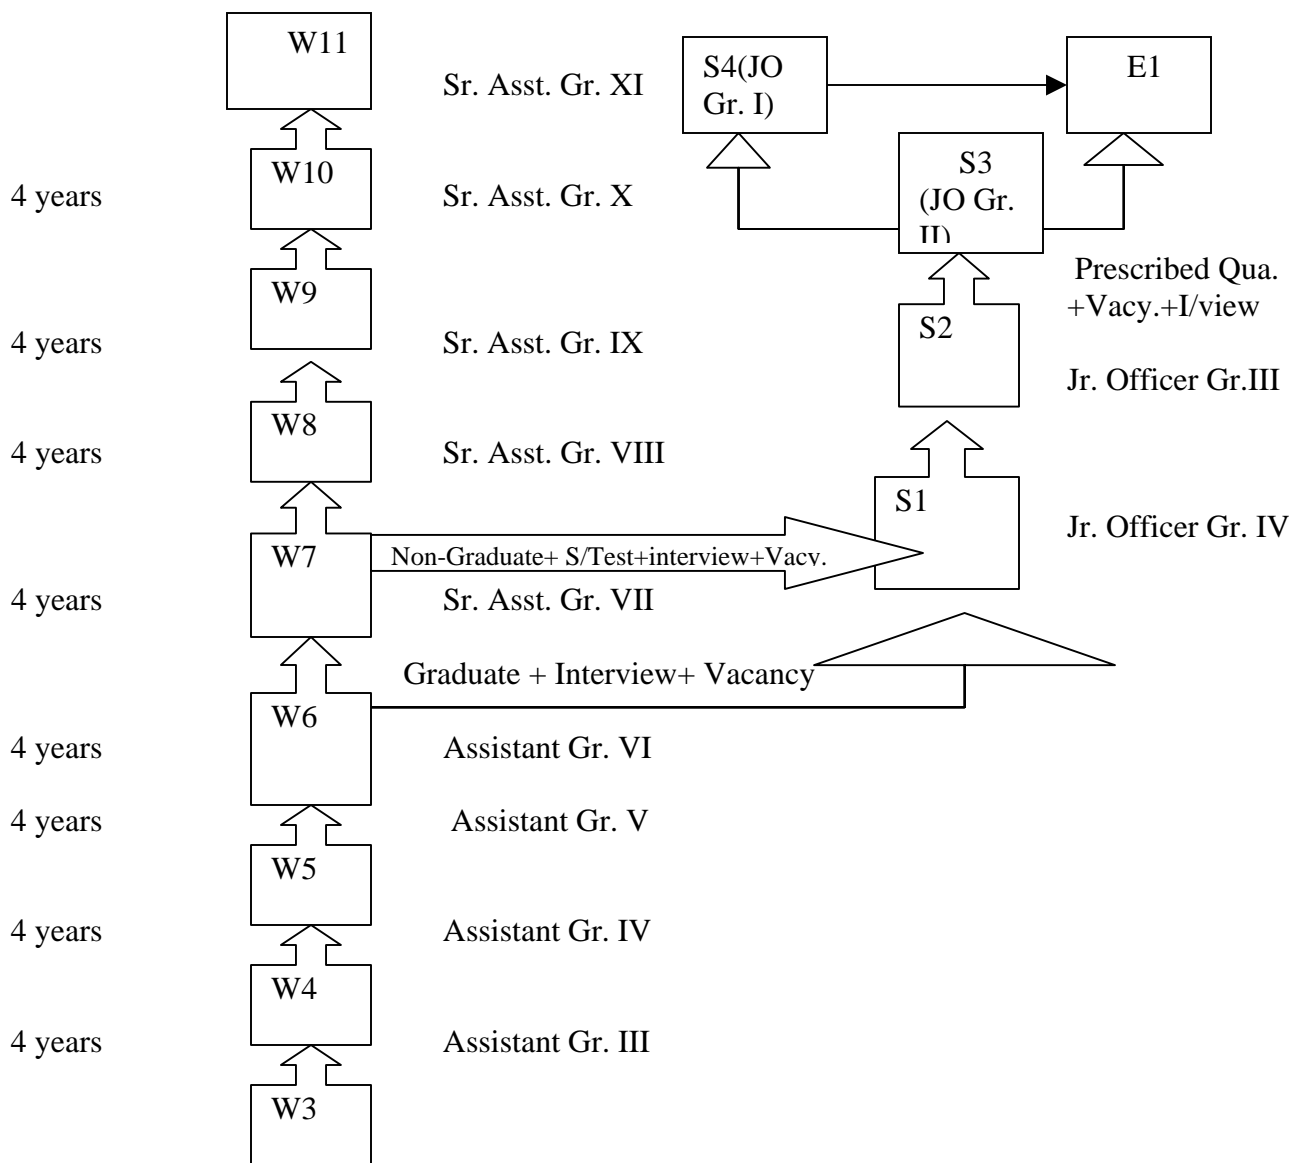 W11
Sr. Asst. Gr. XI
S4(JO
Gr. I)
E1
W10
4 years
Sr. Asst. Gr. X
S3
(JO Gr.
II)
W9
Prescribed Qua.
+Vacy.+I/view
S2
4 years
Sr. Asst. Gr. IX
Jr. Officer Gr.III
W8
4 years
Sr. Asst. Gr. VIII
S1
Jr. Officer Gr. IV
W7
Non-Graduate+ S/Test+interview+Vacy.
4 years
Sr. Asst. Gr. VII
Graduate + Interview+ Vacancy
W6
4 years
Assistant Gr. VI
4 years
Assistant Gr. V
W5
4 years
Assistant Gr. IV
W4
4 years
Assistant Gr. III
W3